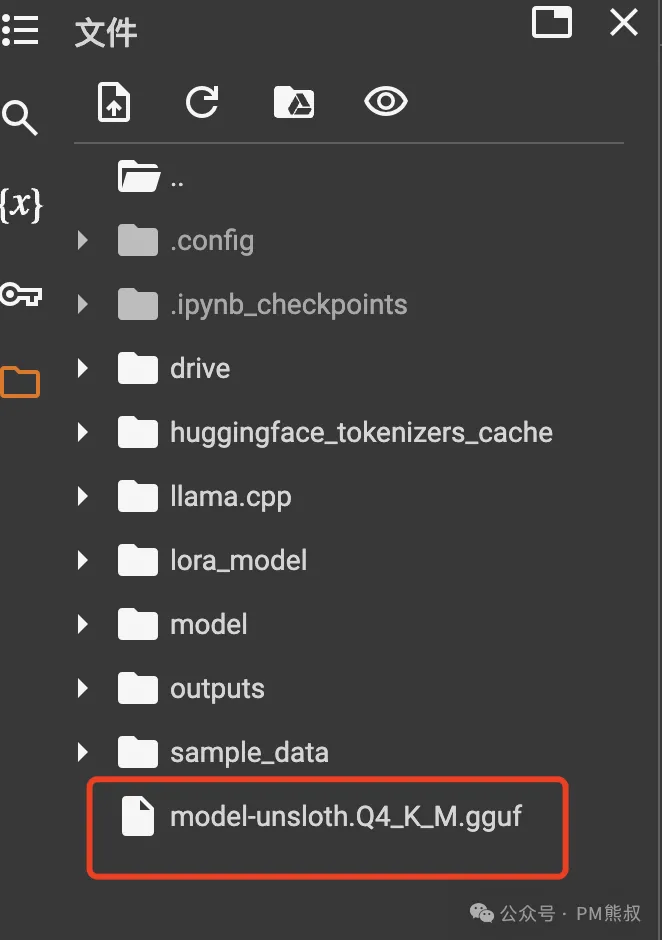 文件
{x}
..
.config
.ipynb_checkpoints
drive
huggingface_tokenizers_cache
llama.cpp
lora_model
model
outputs
sample_data
model-unsloth.Q4_K_M.gguf
公众号 · PM熊叔